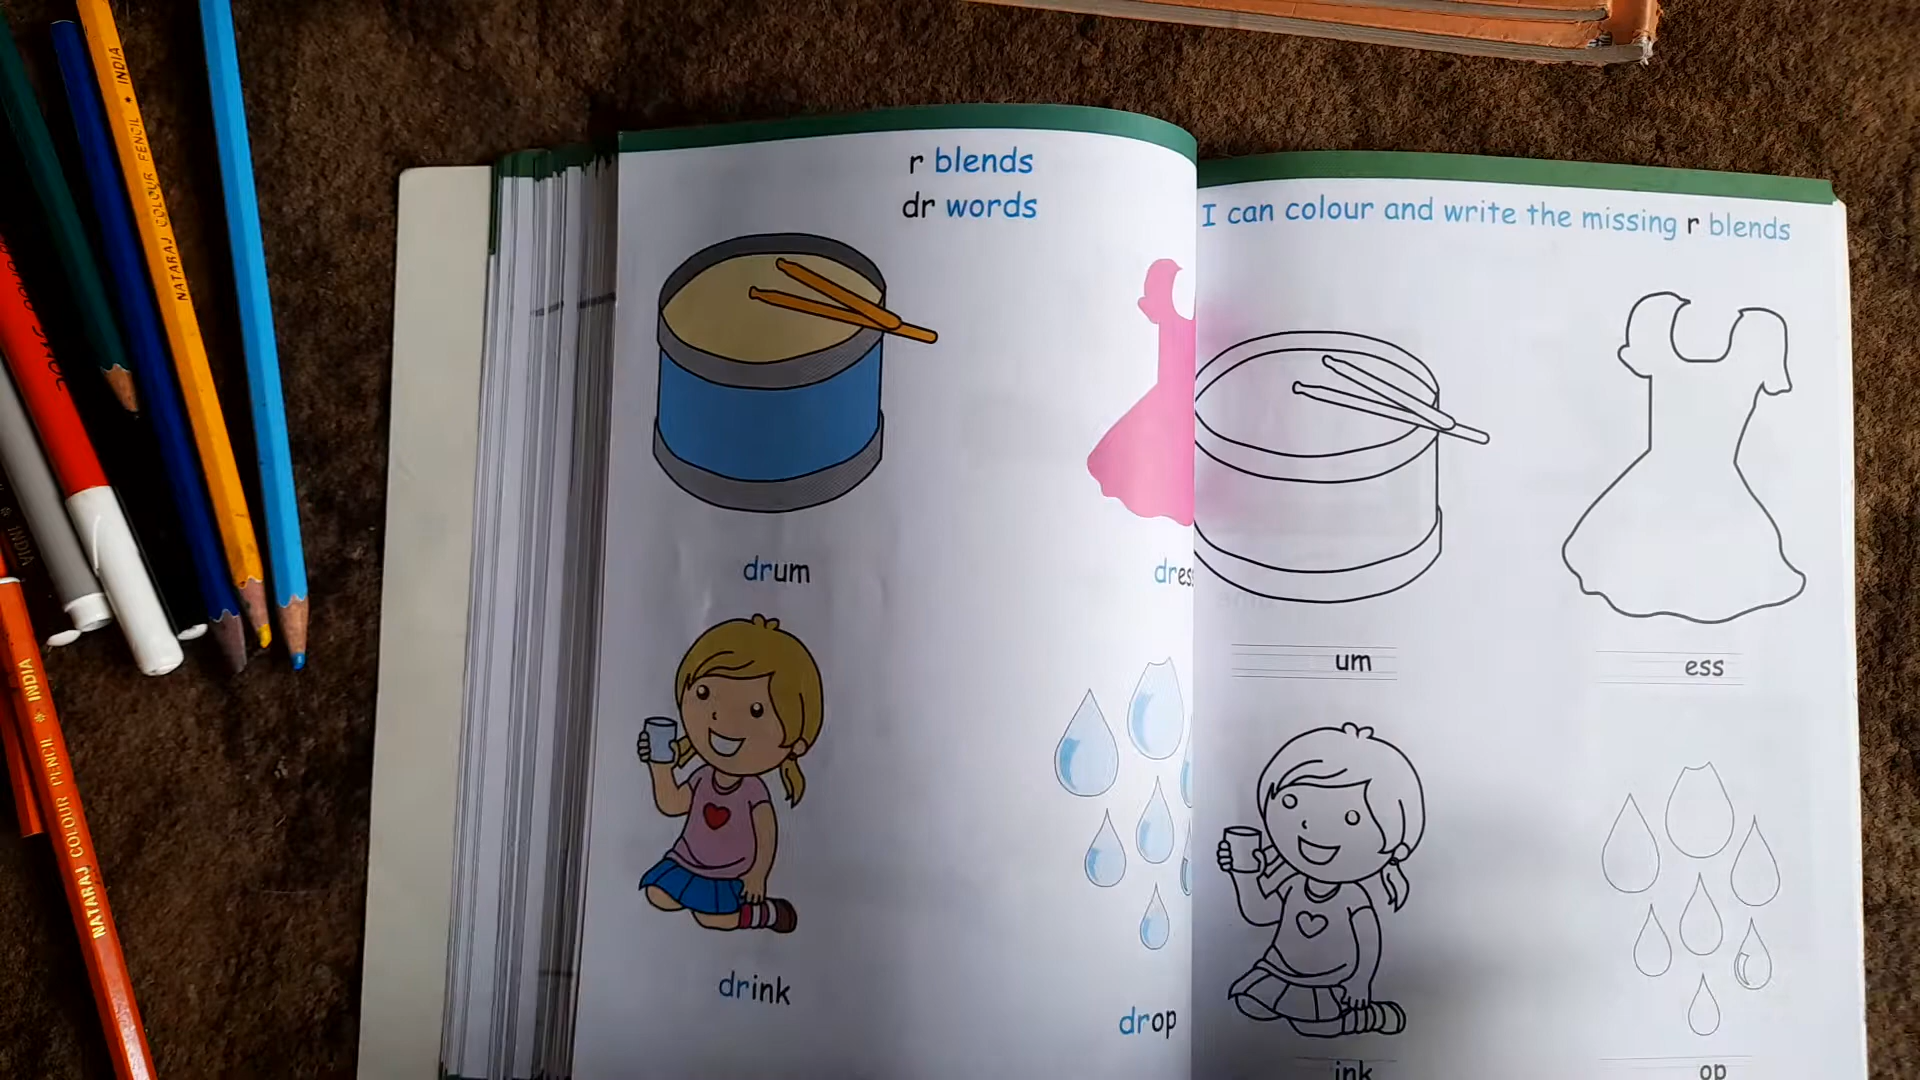 r blends
dr words
drum
dress
drink
drop
I can colour and write the missing r blends
um
ess
ink
op
NATARAJ COLOUR PENCIL * INDIA
NATARAJ COLOUR PENCIL * INDIA
INDIA